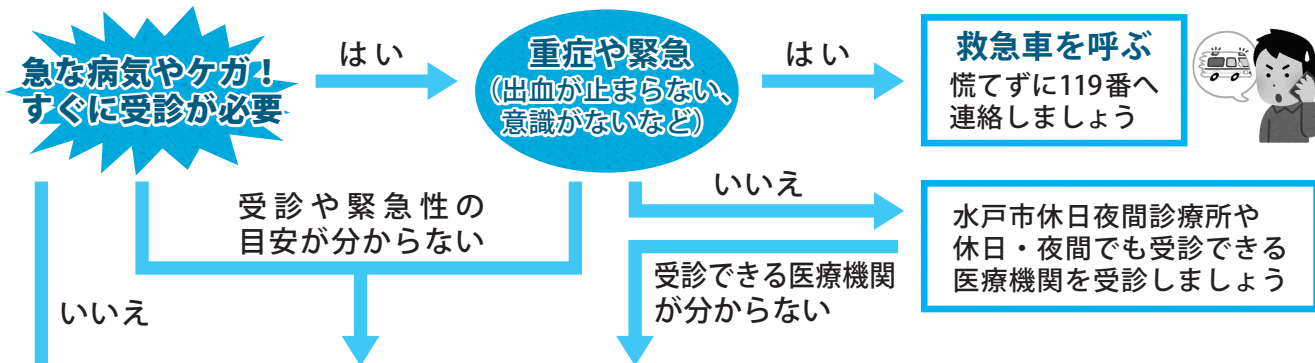 急な病気やケガ！
すぐに受診が必要
はい
重症や緊急
（出血が止まらない、
意識がないなど）
はい
救急車を呼ぶ
慌てずに119番へ
連絡しましょう
受診や緊急性の
目安が分からない
いいえ
水戸市休日夜間診療所や
休日・夜間でも受診できる
医療機関を受診しましょう
受診できる医療機関
が分からない
いいえ